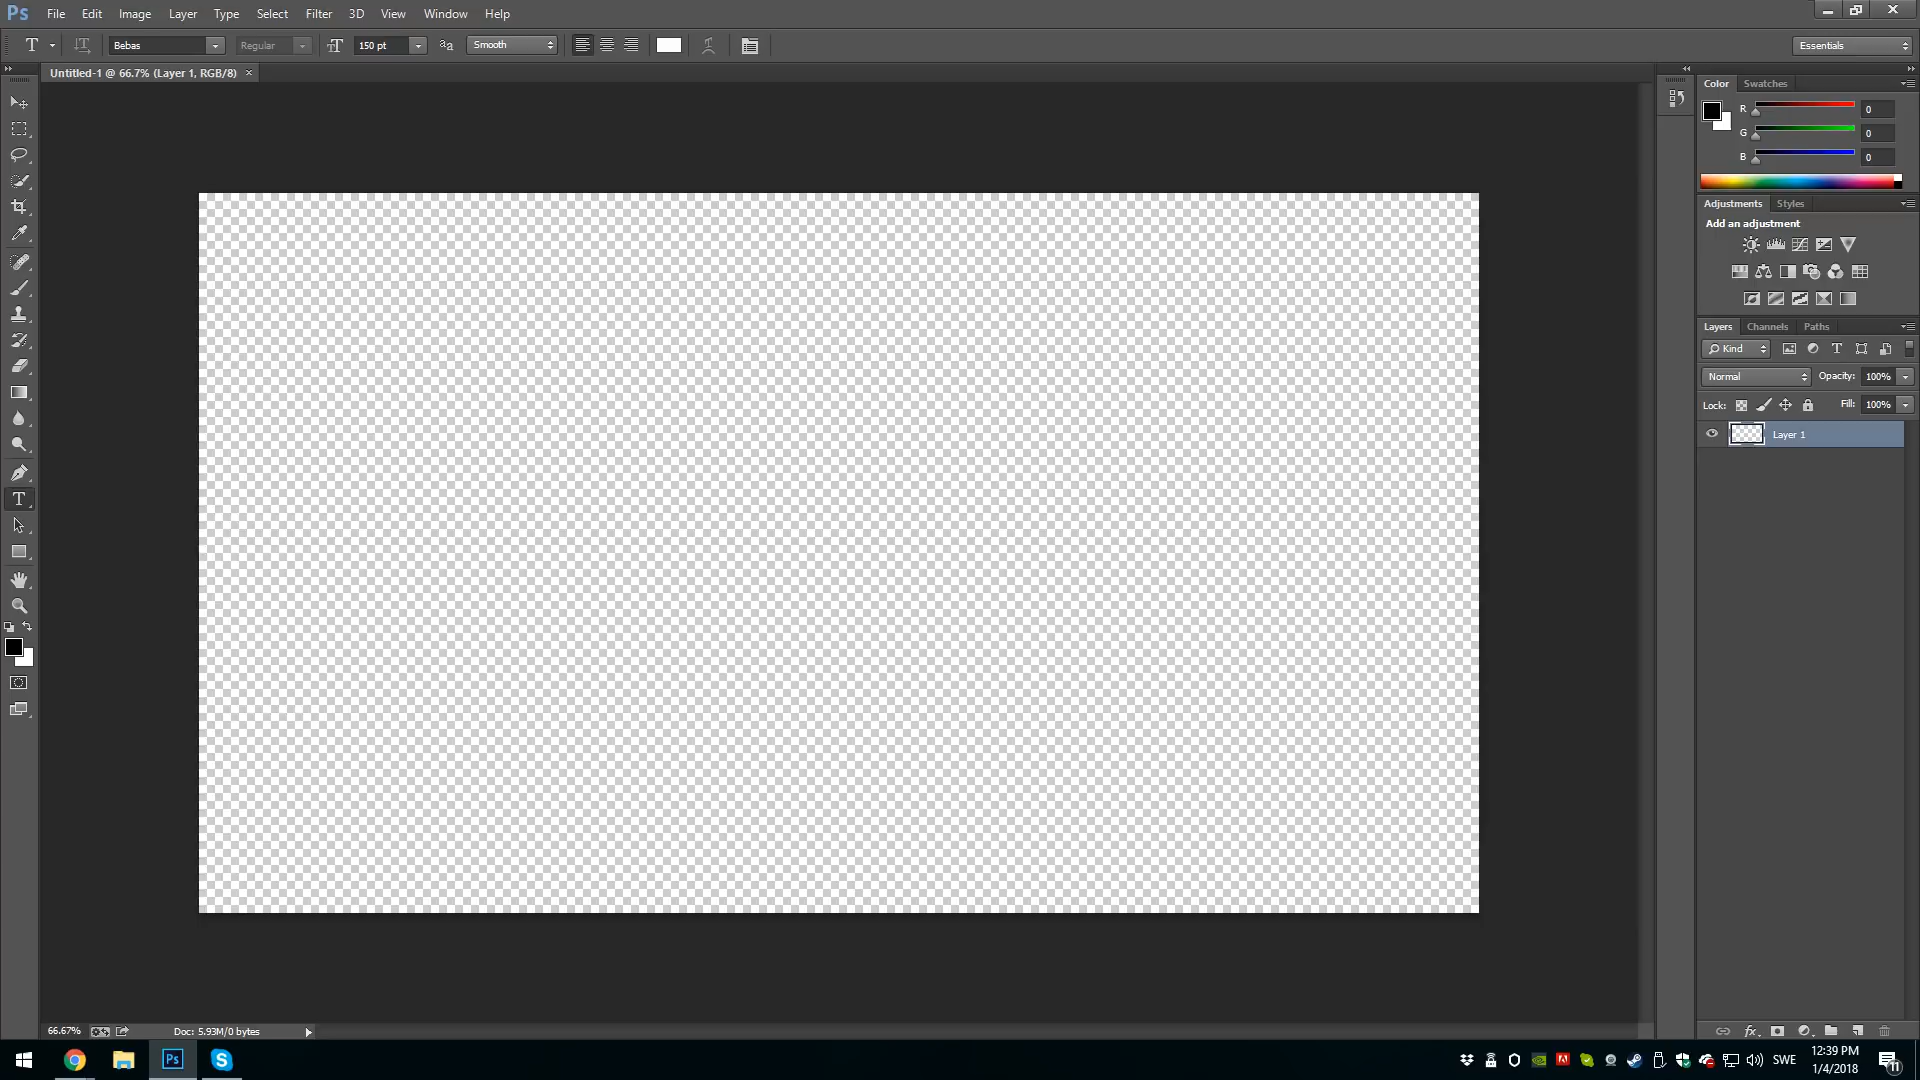 Ps File Edit Image Layer Type Select Filter 3D View Window Help
T Bebas Regular 150 pt Smooth Essentials
Untitled-1 @ 66.7% (Layer 1, RGB/8) ×
Color Swatches
R 0
G 0
B 0
Adjustments Styles
Add an adjustment
Layers Channels Paths
Kind
Normal Opacity: 100%
Lock: Fill: 100%
Layer 1
66.67% Doc: 5.93M/0 bytes
SWE 12:39 PM
1/4/2018
11